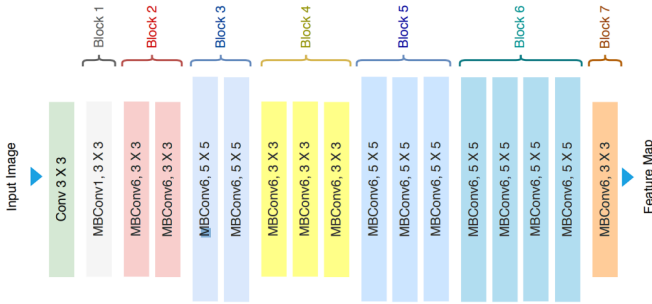 Block 1
Block 2
Block 3
Block 4
Block 5
Block 6
Block 7
Input Image
Conv 3 X 3
MBConv1, 3 X 3
MBConv6, 3 X 3
MBConv6, 3 X 3
MBConv6, 5 X 5
MBConv6, 5 X 5
MBConv6, 3 X 3
MBConv6, 3 X 3
MBConv6, 3 X 3
MBConv6, 5 X 5
MBConv6, 5 X 5
MBConv6, 5 X 5
MBConv6, 5 X 5
MBConv6, 5 X 5
MBConv6, 5 X 5
MBConv6, 5 X 5
MBConv6, 3 X 3
Feature Map